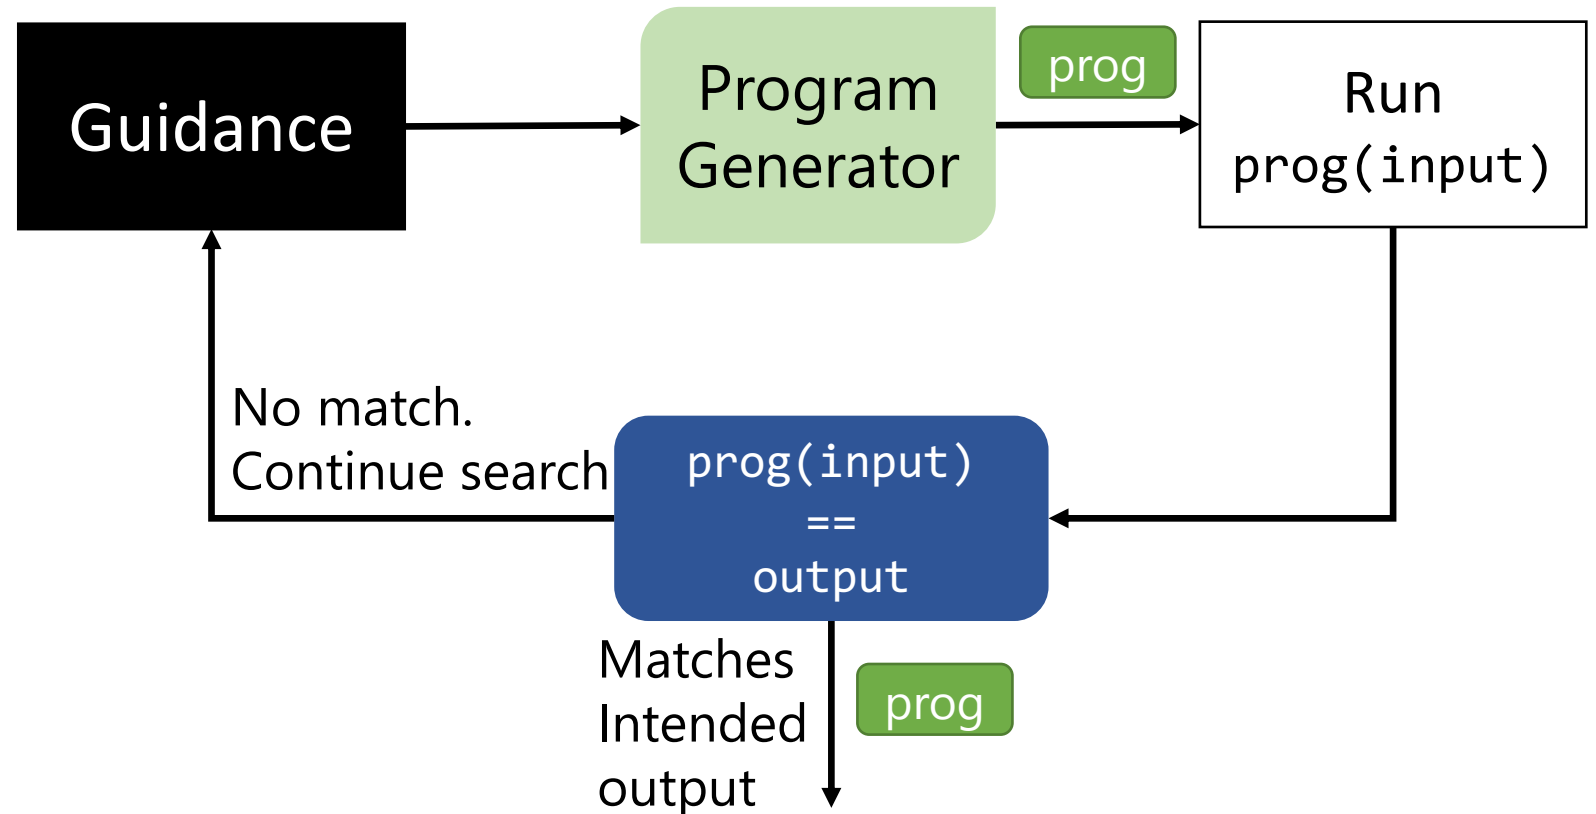 Guidance
Program
Generator
prog
Run
prog(input)
No match.
Continue search
prog(input)
==
output
Matches
Intended
output
prog